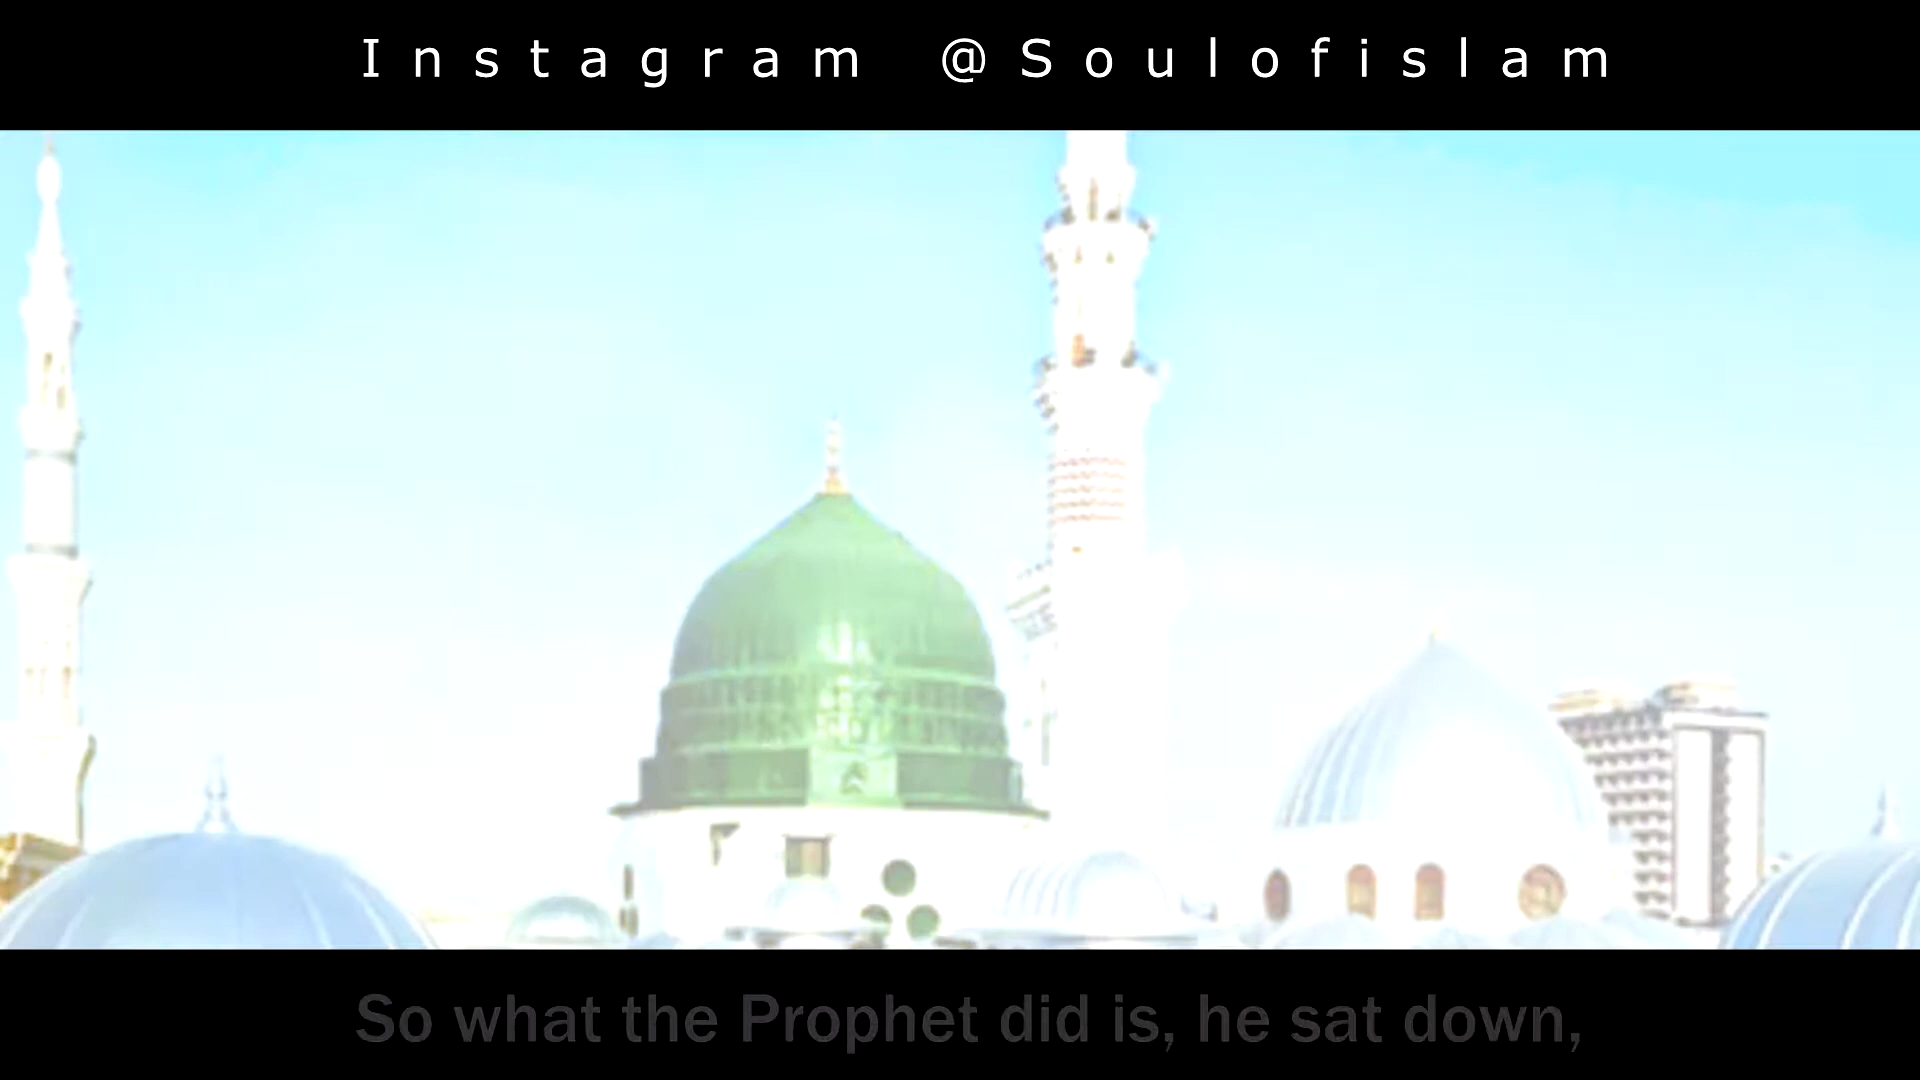 Instagram @Soulofislam
So what the Prophet did is, he sat down,